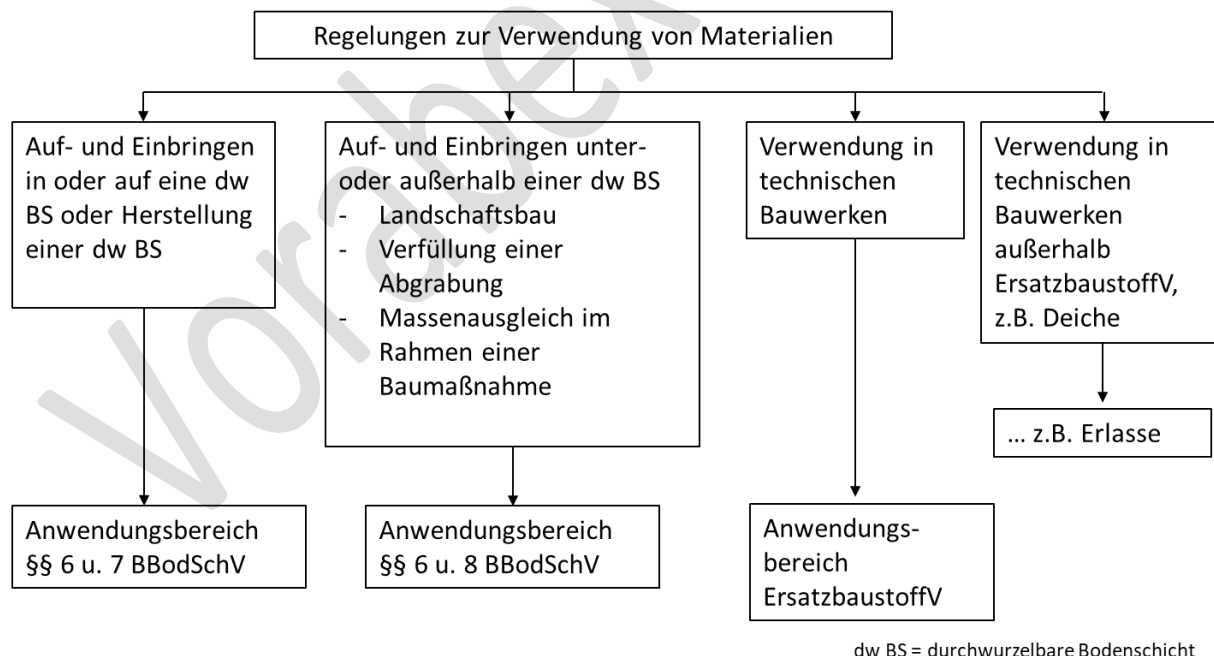 Regelungen zur Verwendung von Materialien
Auf- und Einbringen
in oder auf eine dw
BS oder Herstellung
einer dw BS
Auf- und Einbringen unter-
oder außerhalb einer dw BS
- Landschaftsbau
- Verfüllung einer
Abgrabung
- Massenausgleich im
Rahmen einer
Baumaßnahme
Verwendung in
technischen
Bauwerken
Verwendung in
technischen
Bauwerken
außerhalb
ErsatzbaustoffV,
z.B. Deiche
... z.B. Erlasse
Anwendungsbereich
§§ 6 u. 7 BBodSchV
Anwendungsbereich
§§ 6 u. 8 BBodSchV
Anwendungs-
bereich
ErsatzbaustoffV
dw BS = durchwurzelbare Bodenschicht
Vorabex